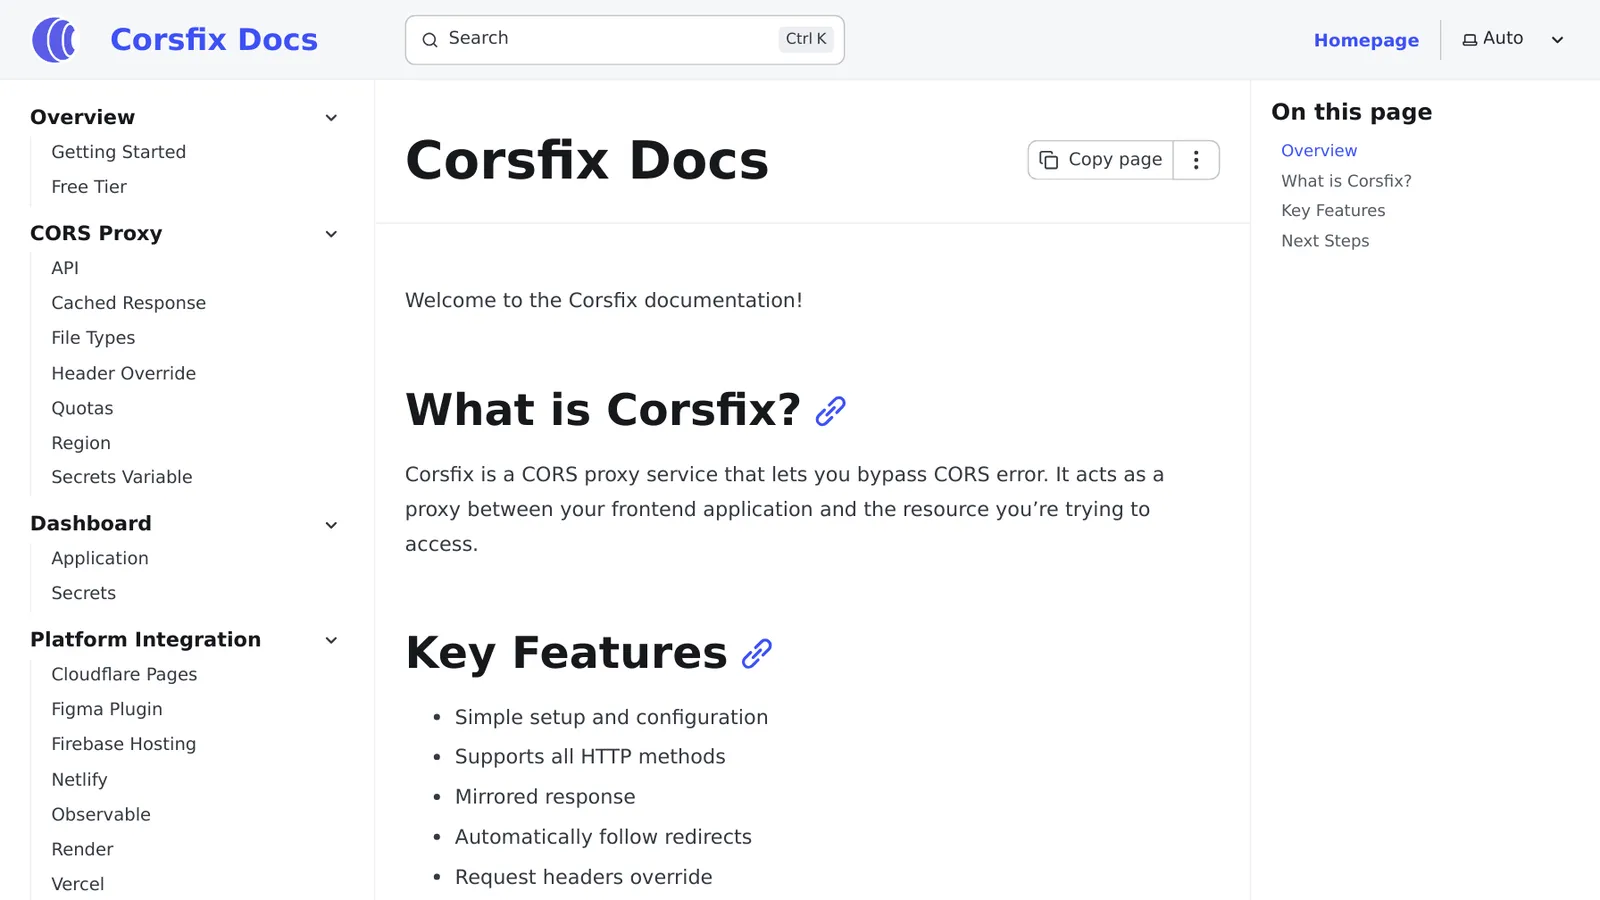 Corsfix Docs
Search
Ctrl K
Homepage
Auto
Overview
Getting Started
Free Tier
CORS Proxy
API
Cached Response
File Types
Header Override
Quotas
Region
Secrets Variable
Dashboard
Application
Secrets
Platform Integration
Cloudflare Pages
Figma Plugin
Firebase Hosting
Netlify
Observable
Render
Vercel
Corsfix Docs
Copy page
Welcome to the Corsfix documentation!
What is Corsfix?
Corsfix is a CORS proxy service that lets you bypass CORS error. It acts as a
proxy between your frontend application and the resource you’re trying to
access.
Key Features
• Simple setup and configuration
• Supports all HTTP methods
• Mirrored response
• Automatically follow redirects
• Request headers override
On this page
Overview
What is Corsfix?
Key Features
Next Steps